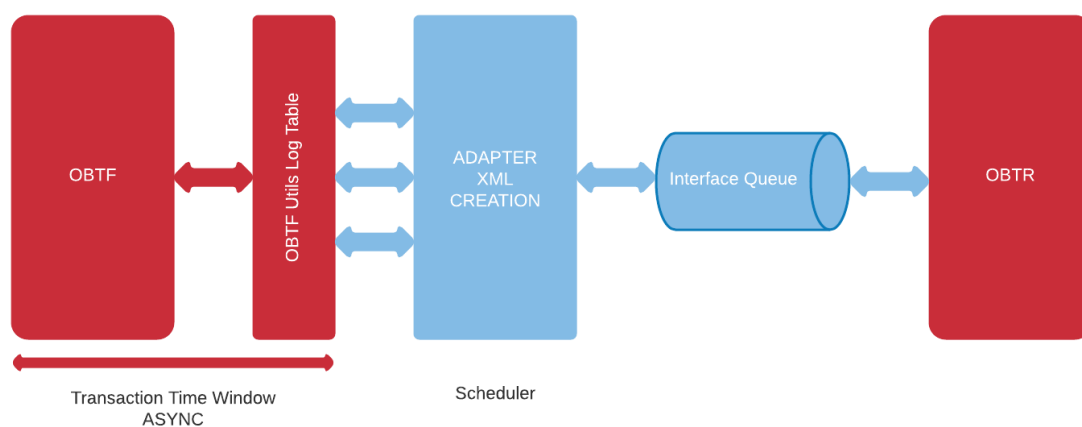 OBTF
OBTF Utils Log Table
ADAPTER
XML
CREATION
Interface Queue
OBTR
Transaction Time Window
ASYNC
Scheduler